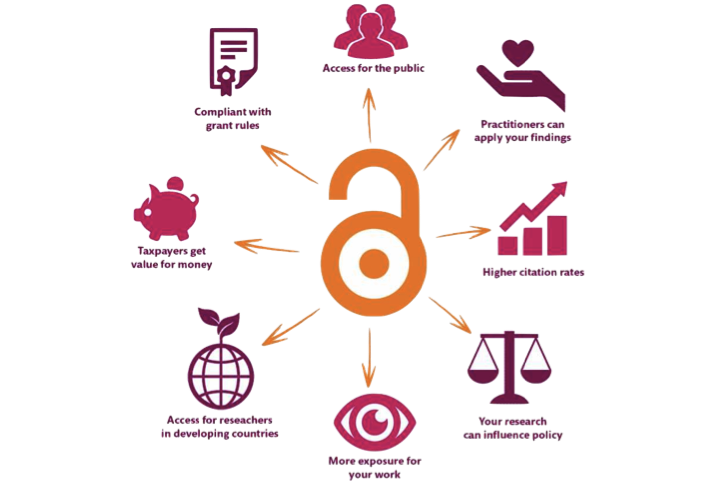 Access for the public
Compliant with
grant rules
Practitioners can
apply your findings
Taxpayers get
value for money
Higher citation rates
Access for reseachers
in developing countries
Your research
can influence policy
More exposure for
your work